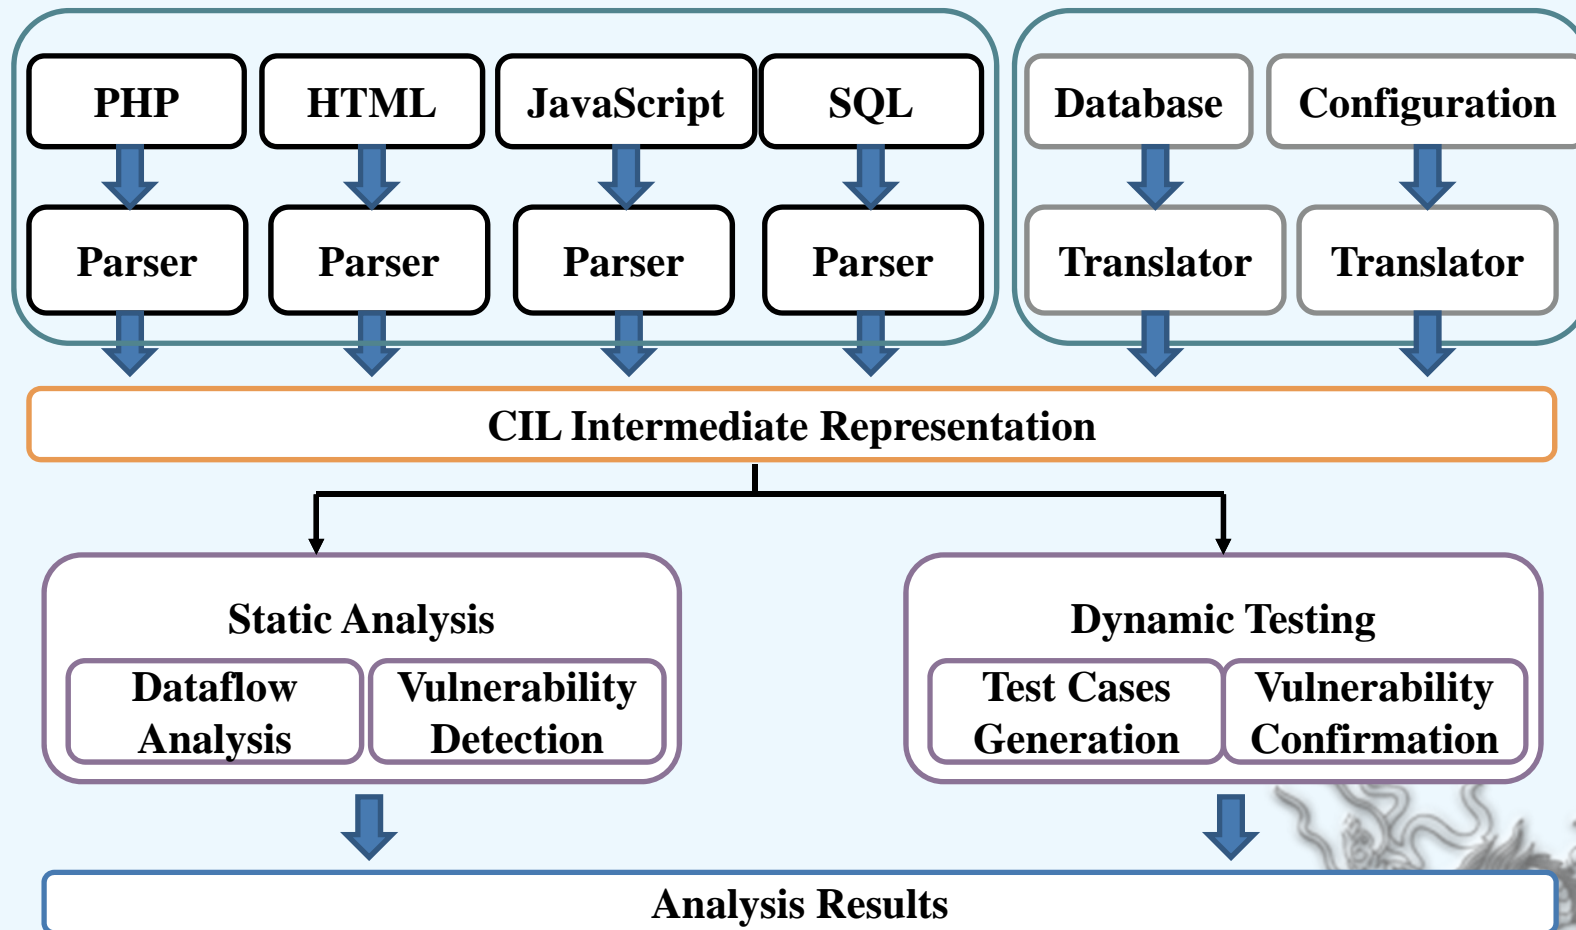 PHP
HTML
JavaScript
SQL
Database
Configuration
Parser
Parser
Parser
Parser
Translator
Translator
CIL Intermediate Representation
Static Analysis
Dataflow
Analysis
Vulnerability
Detection
Dynamic Testing
Test Cases
Generation
Vulnerability
Confirmation
Analysis Results